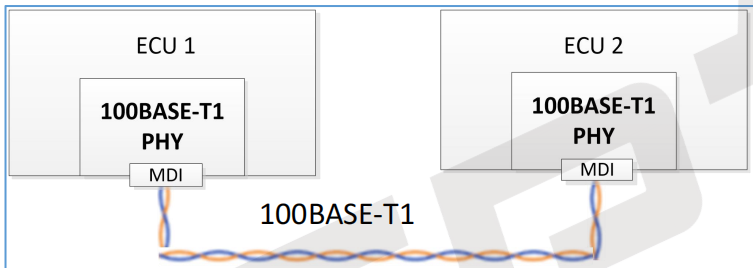 ECU 1
100BASE-T1
PHY
MDI
ECU 2
100BASE-T1
PHY
MDI
100BASE-T1